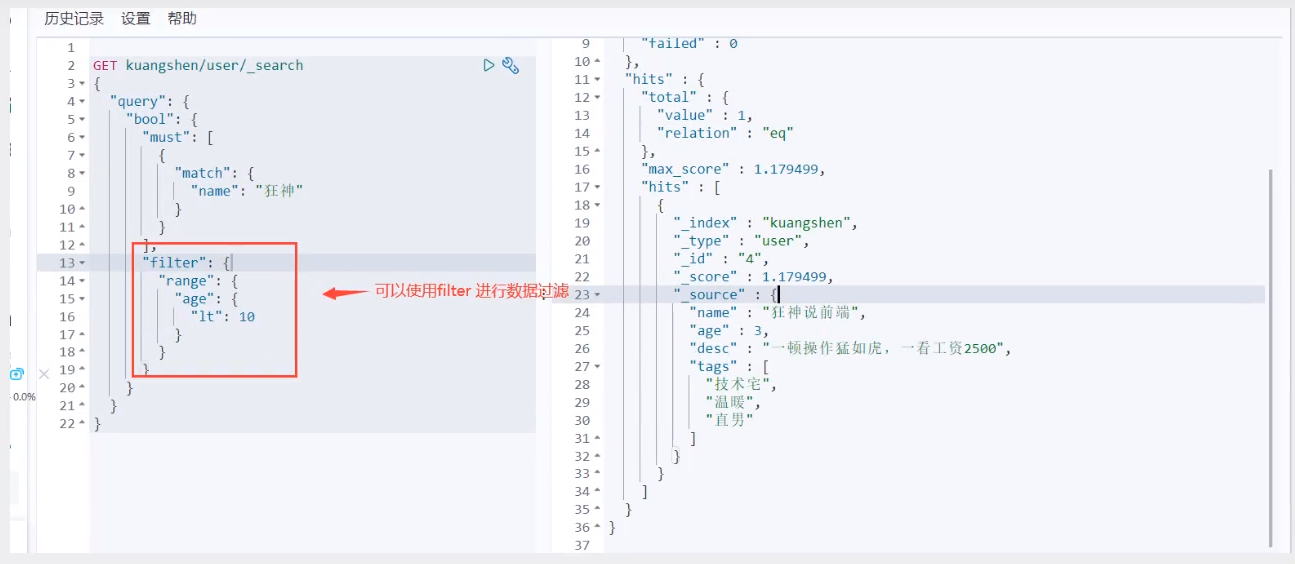 历史记录 设置 帮助
1
2 GET kuangshen/user/_search
3 {
4 "query": {
5 "bool": {
6 "must": [
7 {
8 "match": {
9 "name": "狂神"
10 }
11 }
12 ],
13 "filter": {
14 "range": {
15 "age": {
16 "lt": 10
17 }
18 }
19 }
20 }
21 }
22 }
可以使用filter 进行数据过滤
0.0%
9 "failed" : 0
10 },
11 "hits" : {
12 "total" : {
13 "value" : 1,
14 "relation" : "eq"
15 },
16 "max_score" : 1.179499,
17 "hits" : [
18 {
19 "_index" : "kuangshen",
20 "_type" : "user",
21 "_id" : "4",
22 "_score" : 1.179499,
23 "_source" : {
24 "name" : "狂神说前端",
25 "age" : 3,
26 "desc" : "一顿操作猛如虎，一看工资2500",
27 "tags" : [
28 "技术宅",
29 "温暖",
30 "直男"
31 ]
32 }
33 }
34 ]
35 }
36 }
37